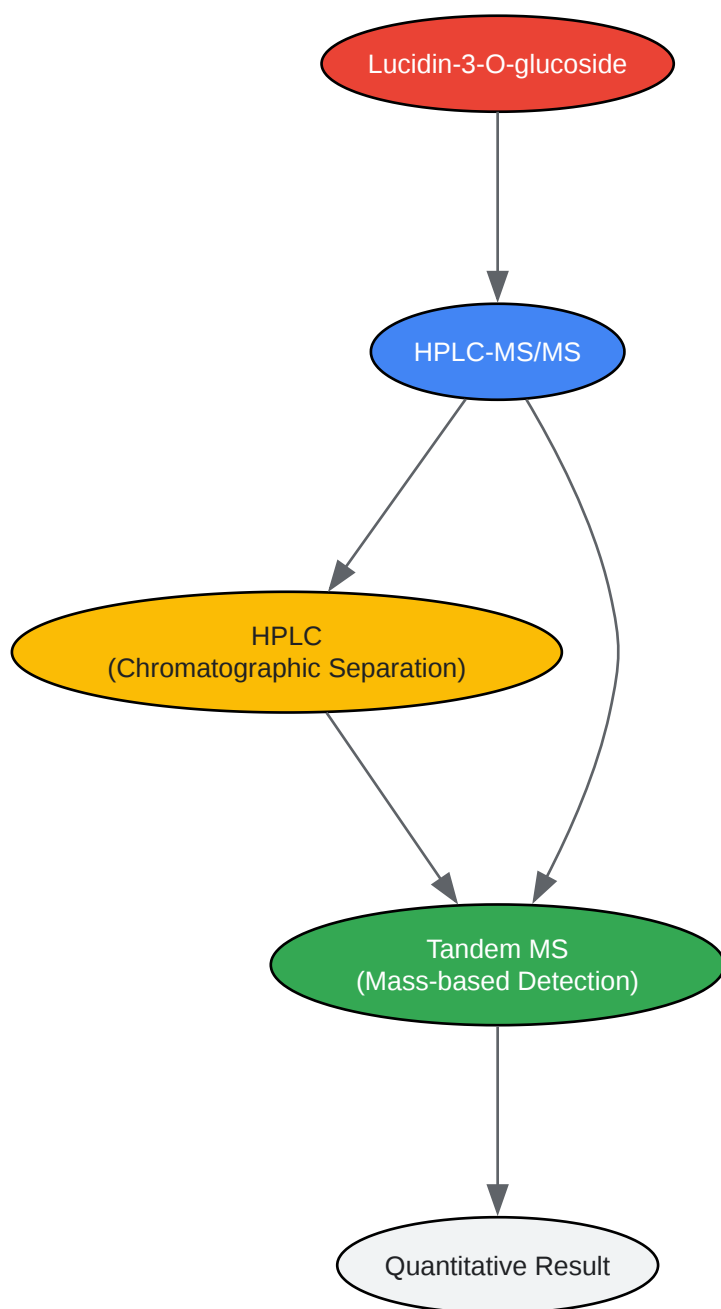 Lucidin-3-O-glucoside
HPLC-MS/MS
HPLC
(Chromatographic Separation)
Tandem MS
(Mass-based Detection)
Quantitative Result